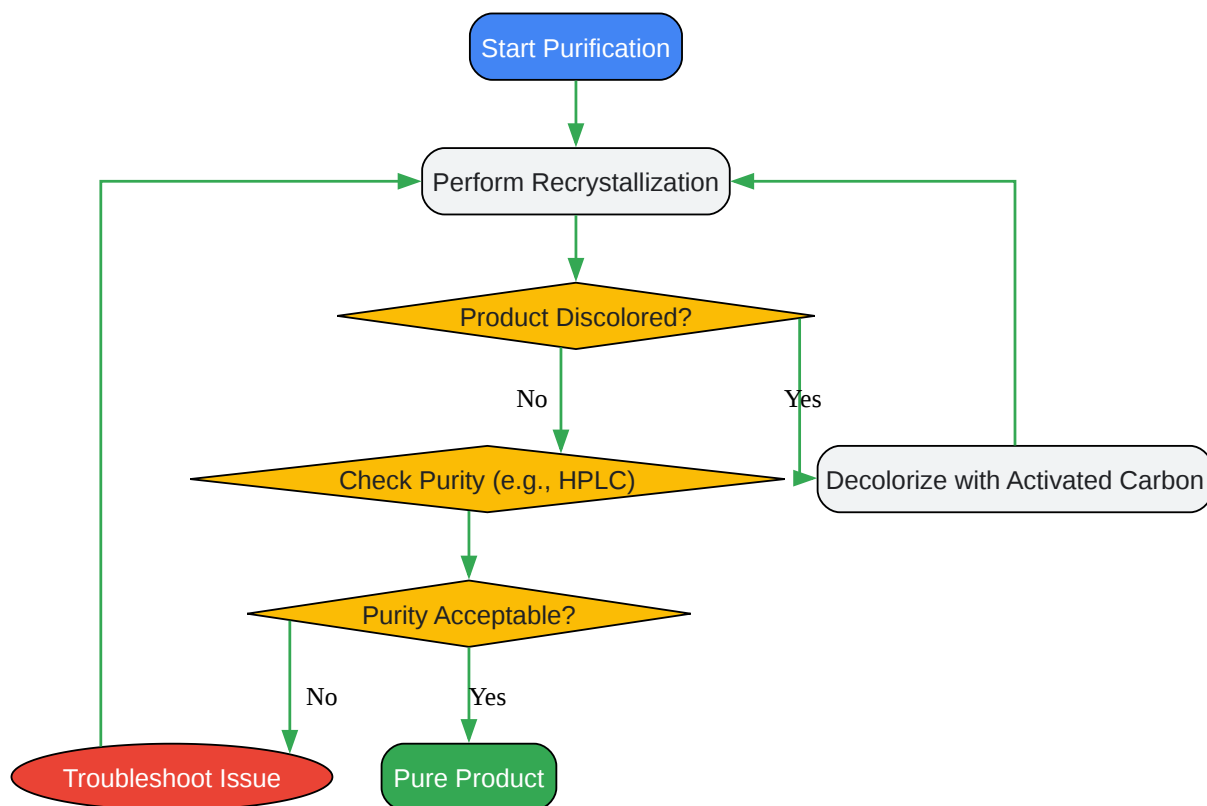 Start Purification
Perform Recrystallization
Product Discolored?
No
Yes
Check Purity (e.g., HPLC)
Decolorize with Activated Carbon
Purity Acceptable?
No
Yes
Troubleshoot Issue
Pure Product